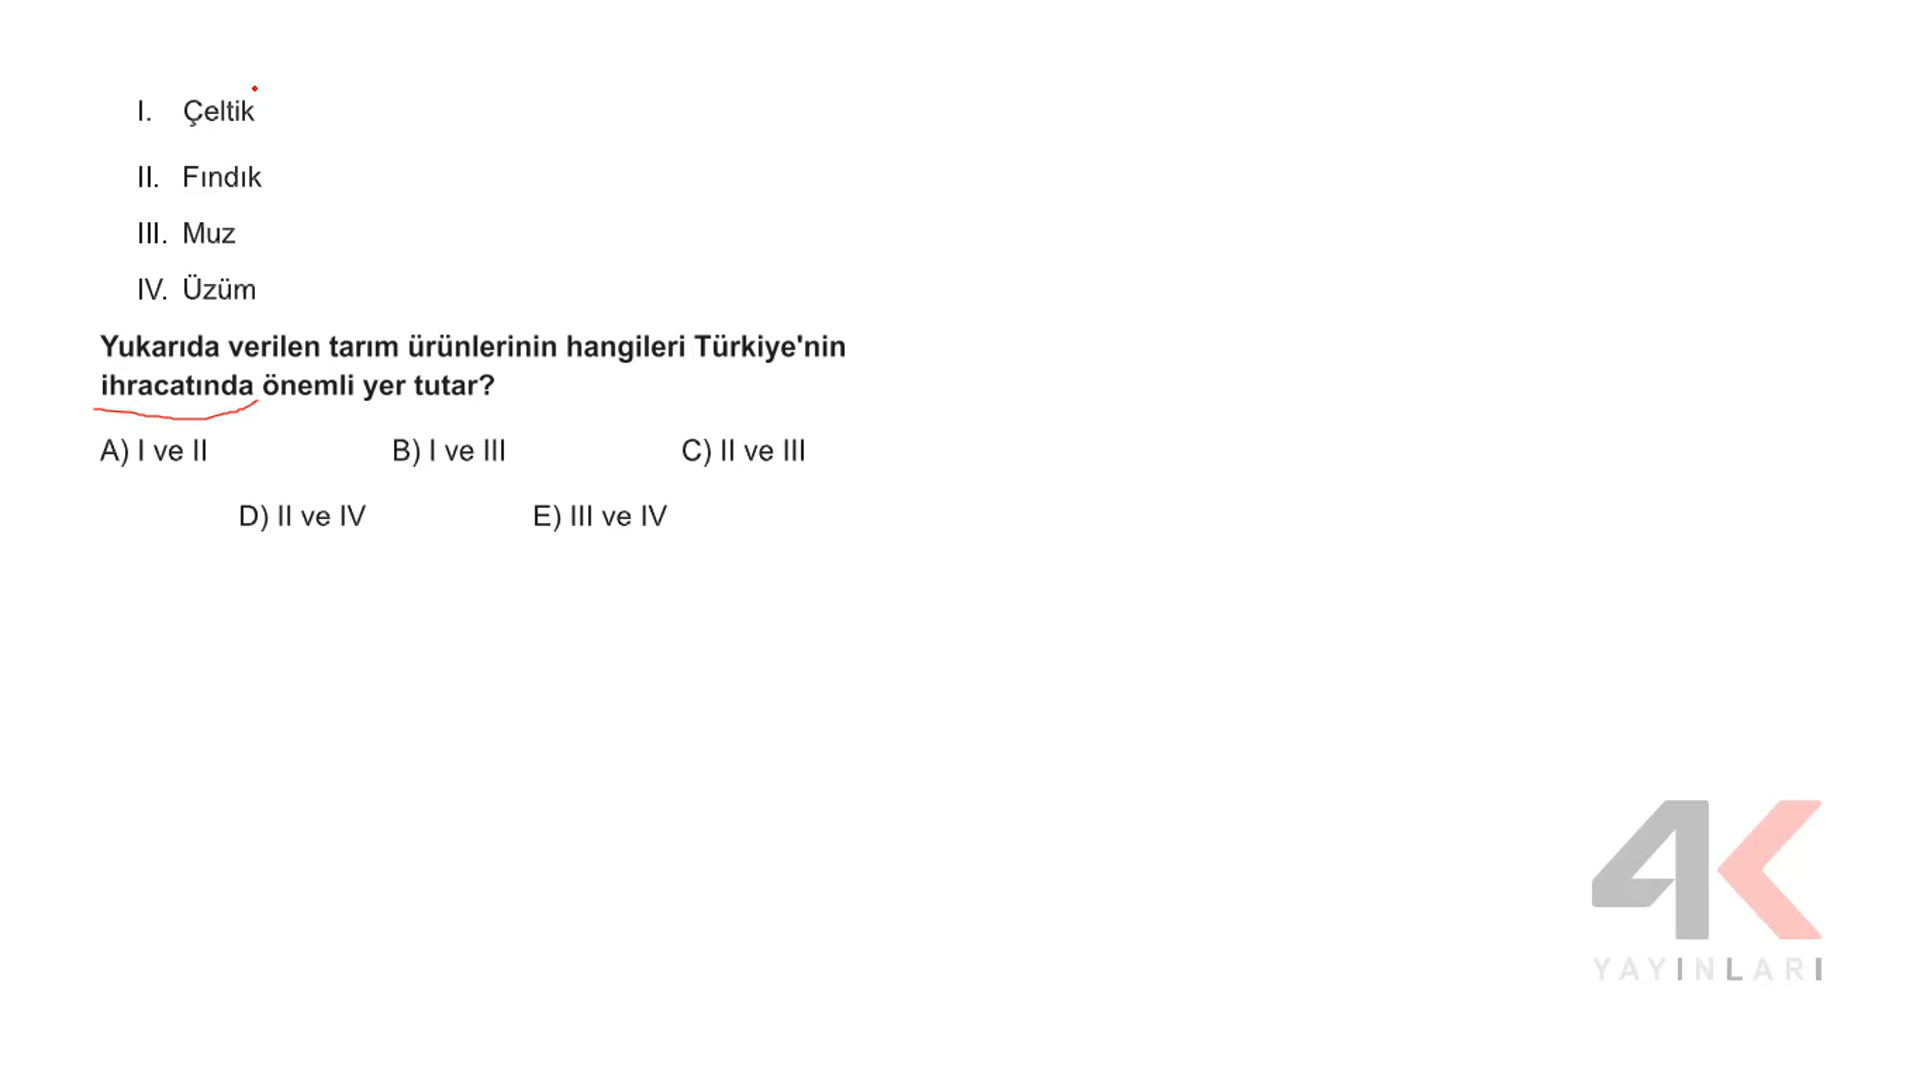 I. Çeltik
II. Fındık
III. Muz
IV. Üzüm
Yukarıda verilen tarım ürünlerinin hangileri Türkiye'nin
ihracatında önemli yer tutar?
A) I ve II B) I ve III C) II ve III
D) II ve IV E) III ve IV
4K
YAYINLARI